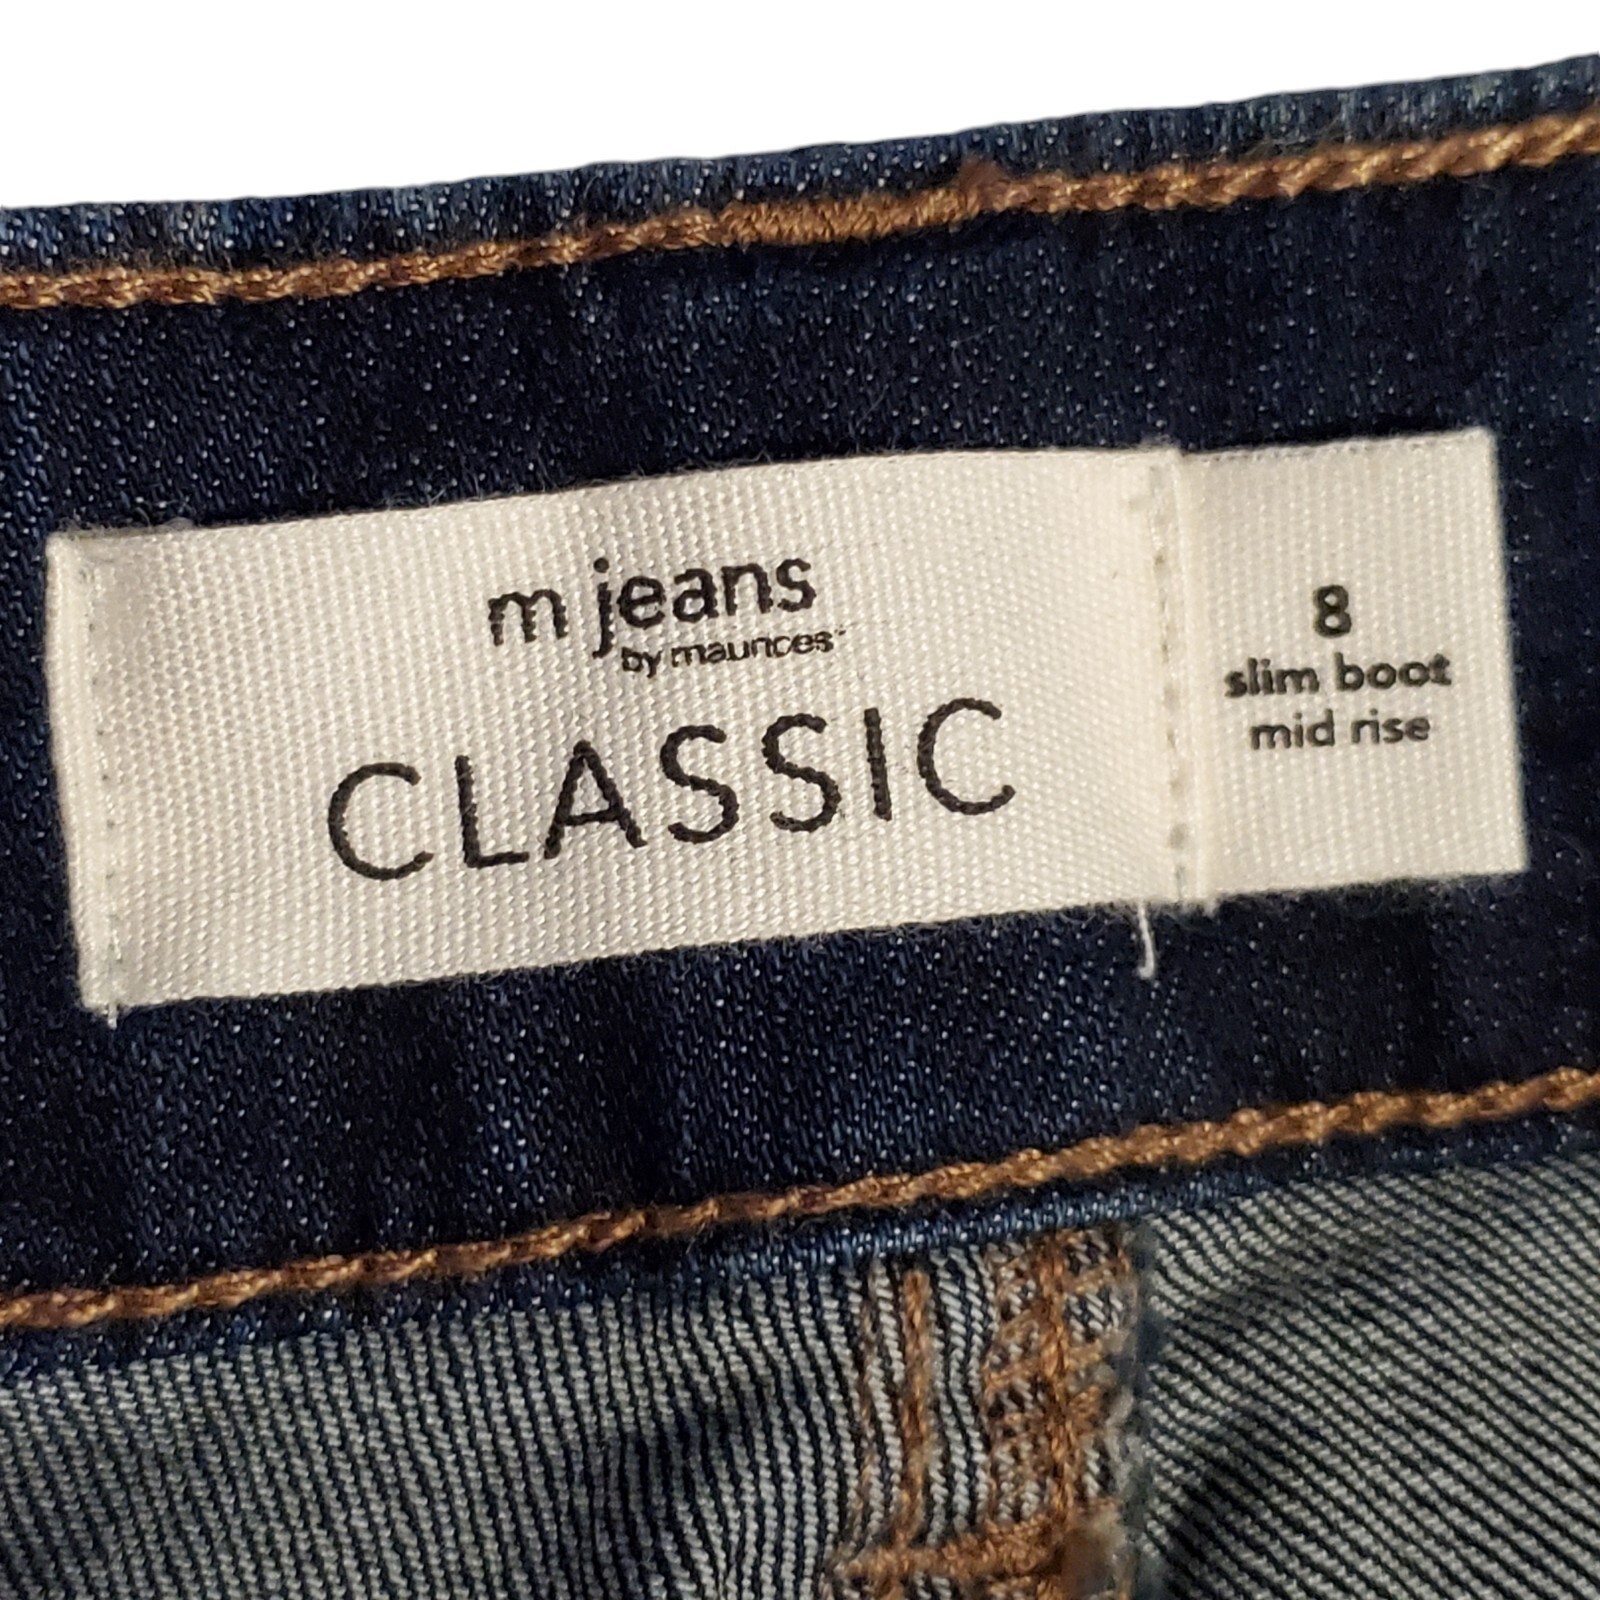 m jeans
by maurices
CLASSIC
8
slim boot
mid rise